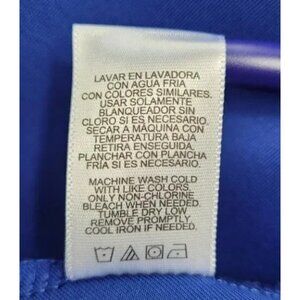 LAVAR EN LAVADORA
CON AGUA FRIA
CON COLORES SIMILARES.
USAR SOLAMENTE
BLANQUEADOR SIN
CLORO SI ES NECESARIO.
SECAR A MÁQUINA CON
TEMPERATURA BAJA
RETIRA ENSEGUIDA.
PLANCHAR CON PLANCHA
FRÍA SI ES NECESARIO.
MACHINE WASH COLD
WITH LIKE COLORS.
ONLY NON-CHLORINE
BLEACH WHEN NEEDED.
TUMBLE DRY LOW.
REMOVE PROMPTLY.
COOL IRON IF NEEDED.